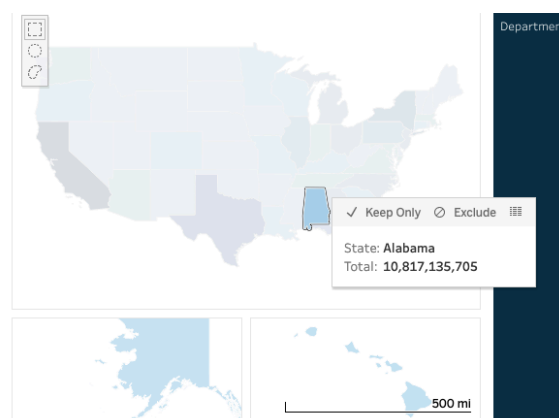 Departmen
Keep Only Exclude
State: Alabama
Total: 10,817,135,705
500 mi